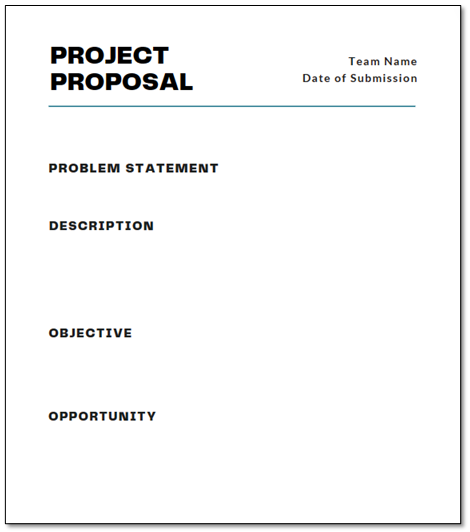 PROJECT
PROPOSAL
Team Name
Date of Submission
PROBLEM STATEMENT
DESCRIPTION
OBJECTIVE
OPPORTUNITY